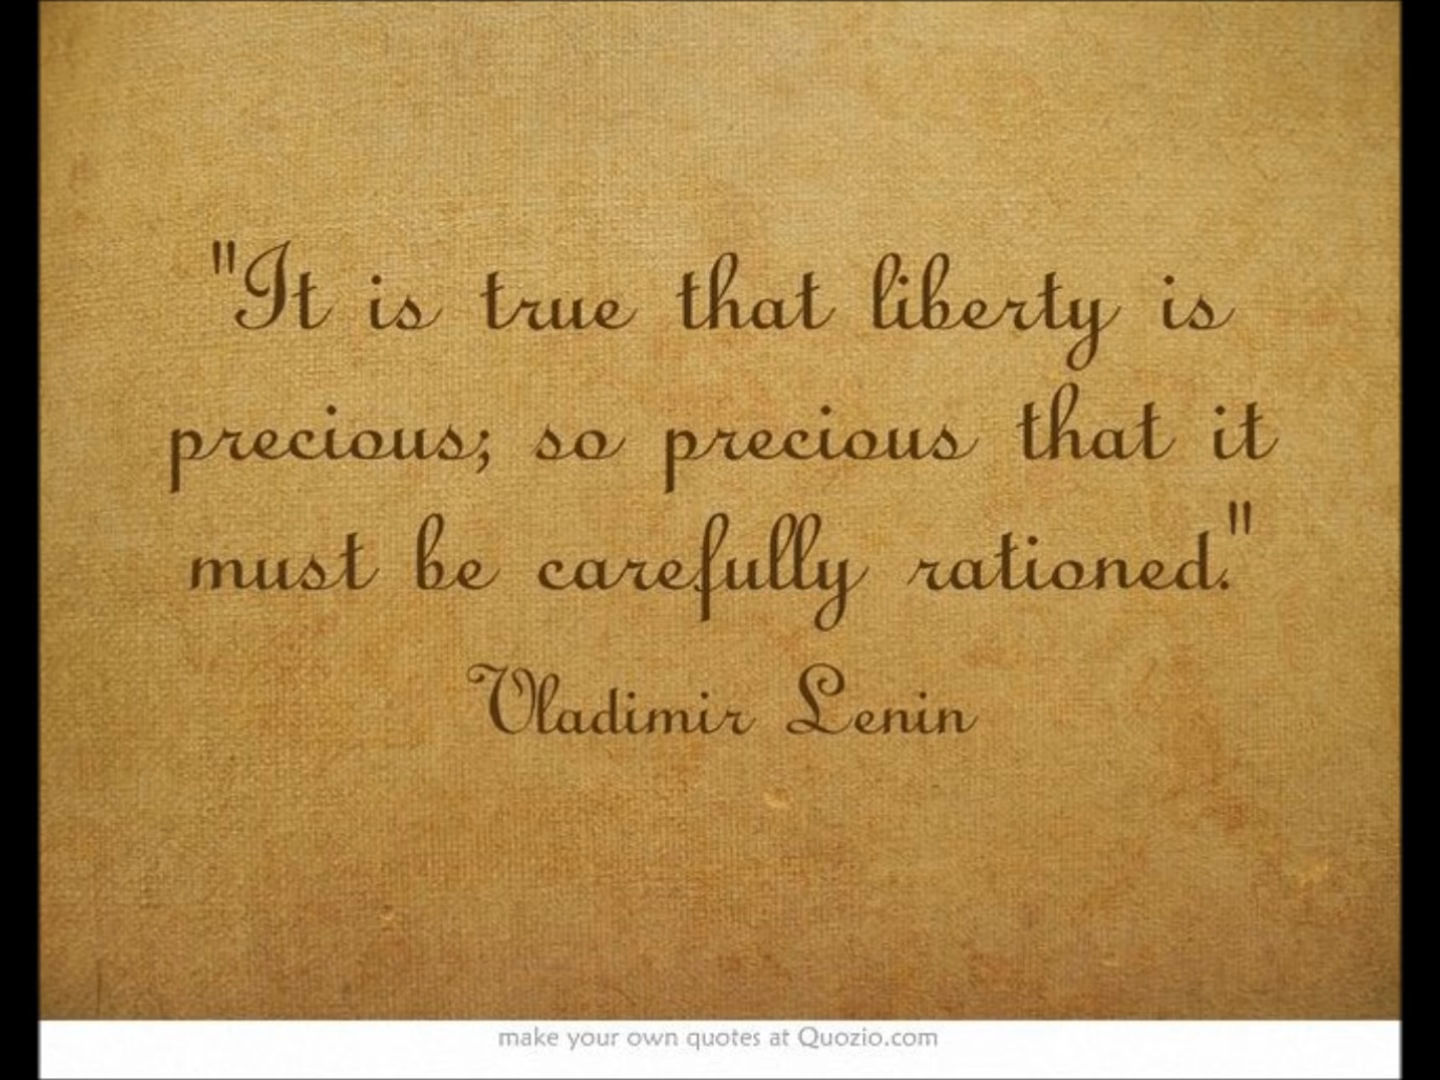 "It is true that liberty is
precious; so precious that it
must be carefully rationed."
Vladimir Lenin
make your own quotes at Quozio.com